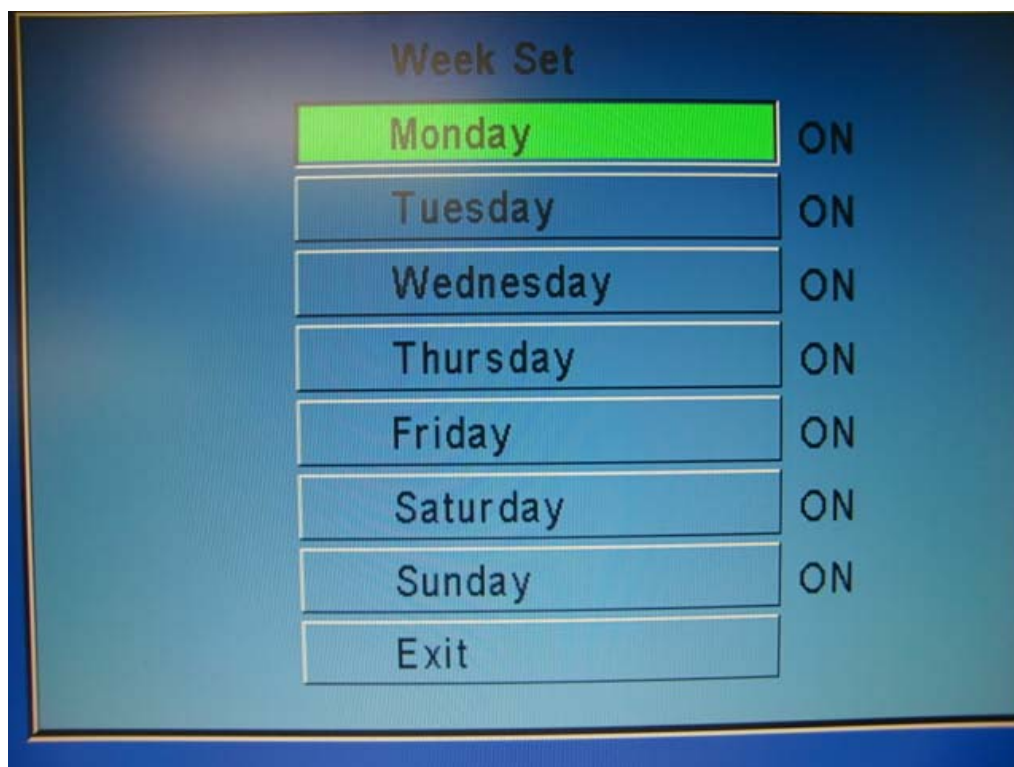 Week Set
Monday ON
Tuesday ON
Wednesday ON
Thursday ON
Friday ON
Saturday ON
Sunday ON
Exit